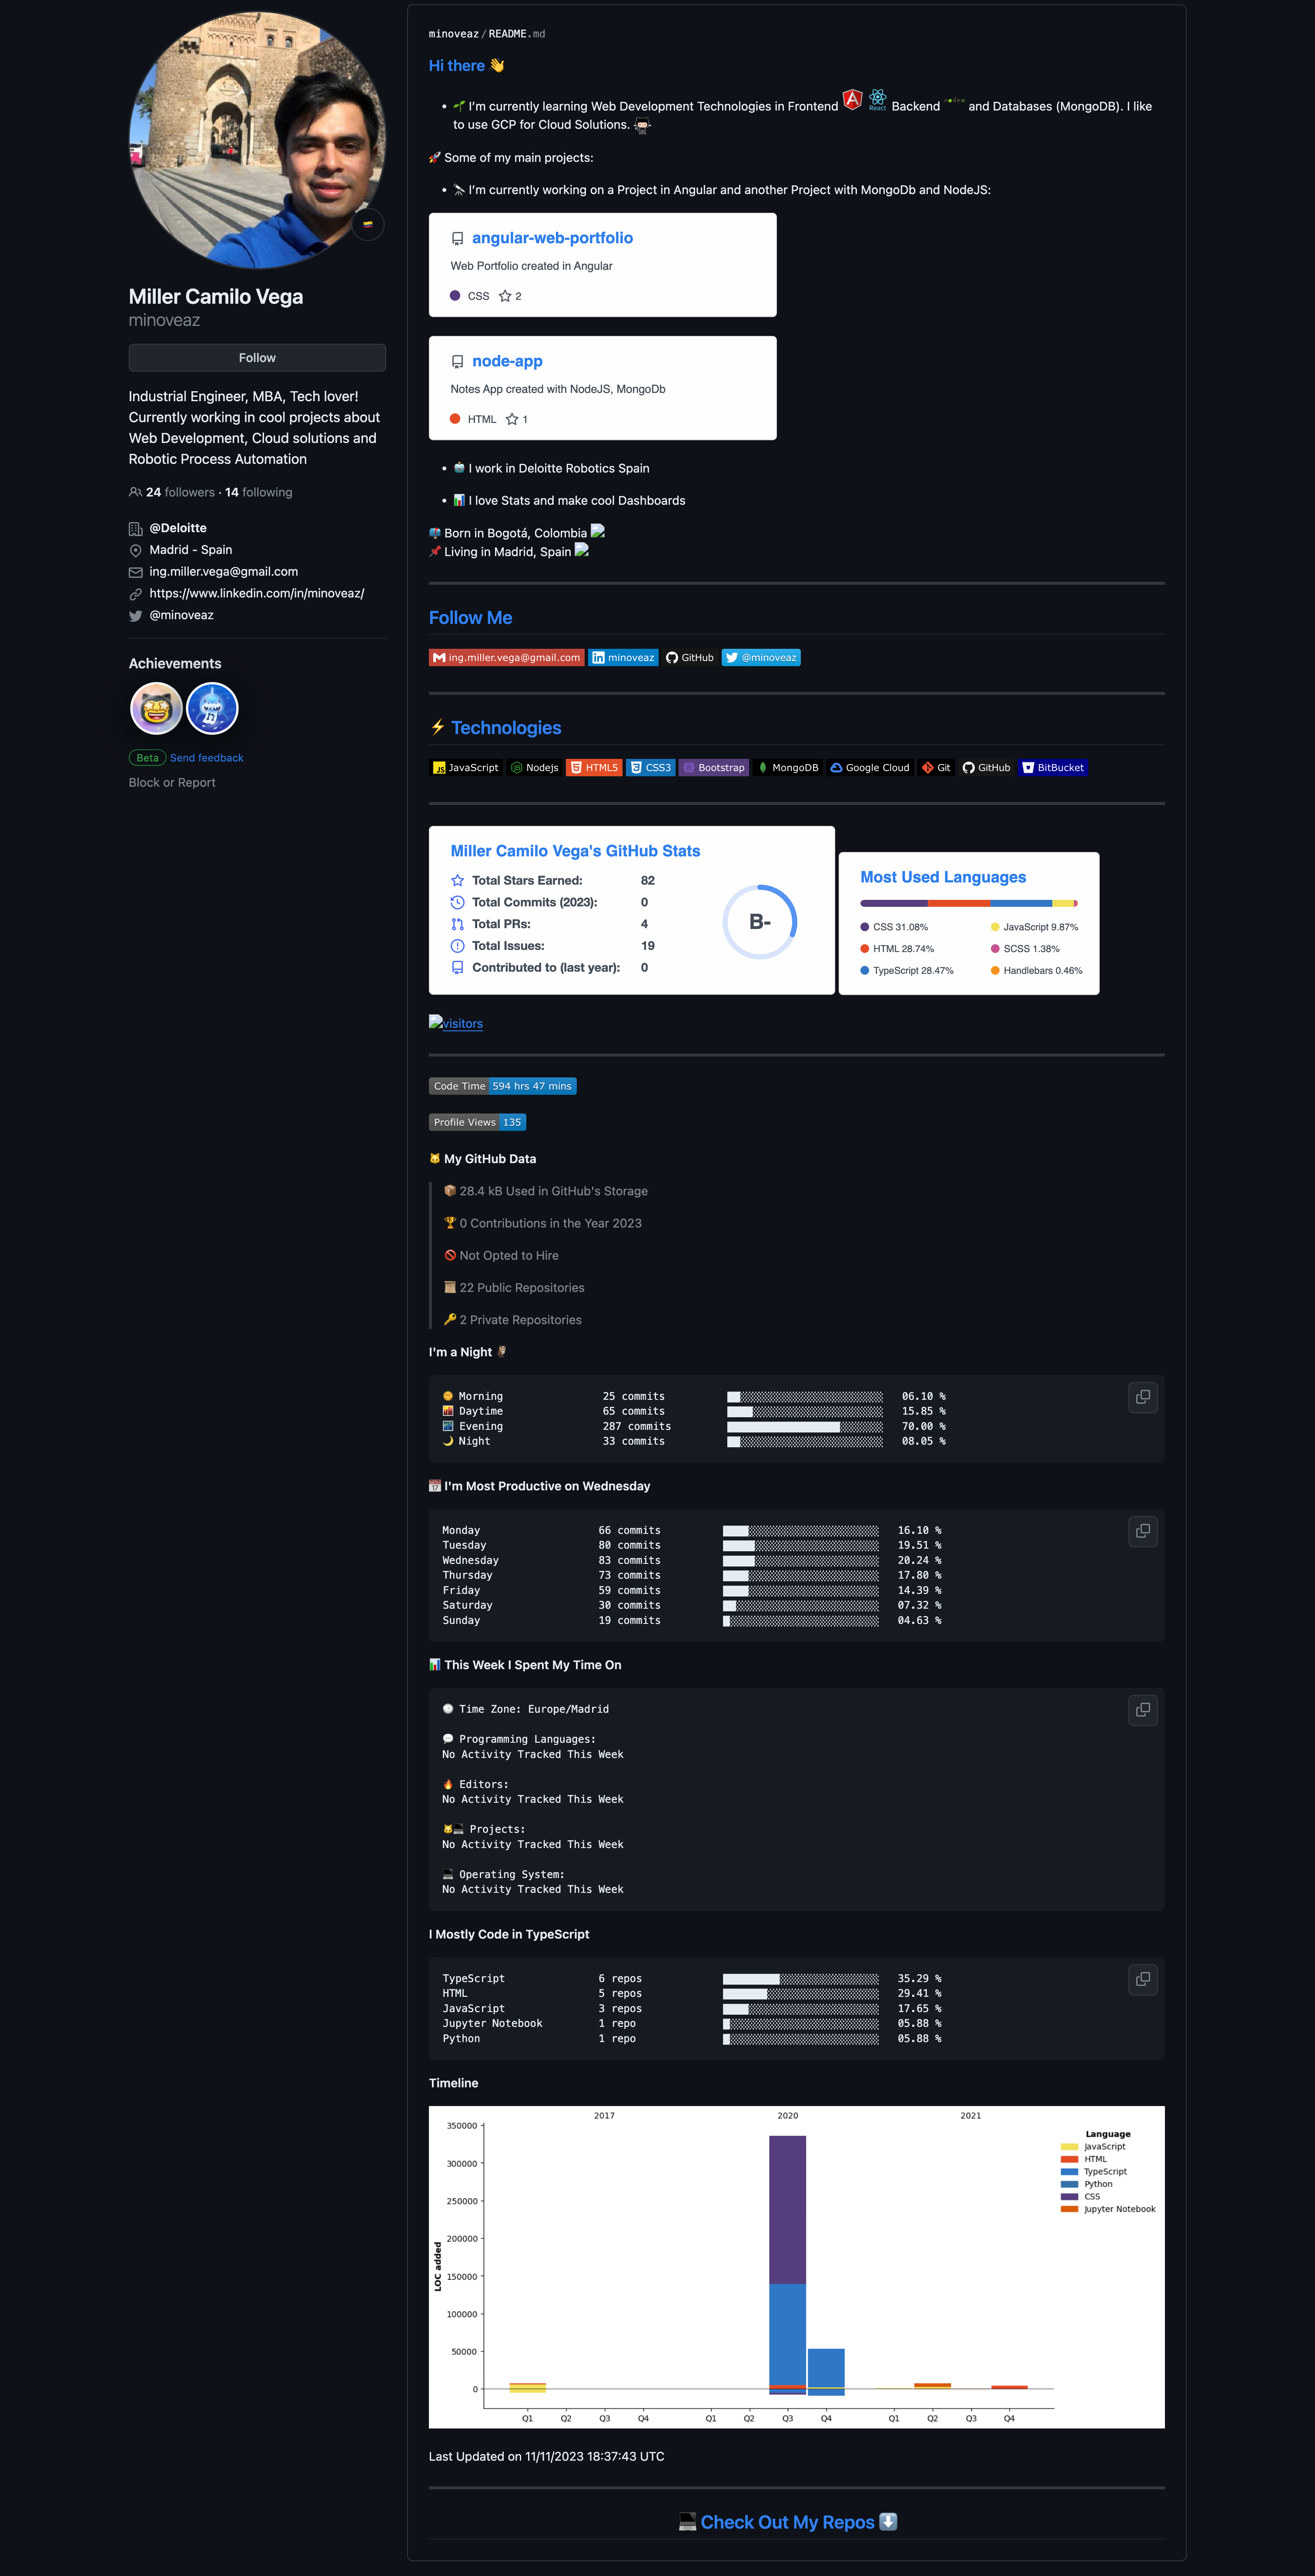 Miller Camilo Vega
minoveaz
Follow
Industrial Engineer, MBA, Tech lover!
Currently working in cool projects about
Web Development, Cloud solutions and
Robotic Process Automation
24 followers · 14 following
@Deloitte
Madrid - Spain
ing.miller.vega@gmail.com
https://www.linkedin.com/in/minoveaz/
@minoveaz
Achievements
Beta Send feedback
Block or Report
minoveaz/README.md
Hi there 👋
• 🌱 I'm currently learning Web Development Technologies in Frontend React Backend node and Databases (MongoDB). I like
to use GCP for Cloud Solutions.
🚀 Some of my main projects:
• 🔭 I'm currently working on a Project in Angular and another Project with MongoDb and NodeJS:
angular-web-portfolio
Web Portfolio created in Angular
CSS 2
node-app
Notes App created with NodeJS, MongoDb
HTML 1
• 🤖 I work in Deloitte Robotics Spain
• 📊 I love Stats and make cool Dashboards
📫 Born in Bogotá, Colombia
📌 Living in Madrid, Spain
Follow Me
ing.miller.vega@gmail.com minoveaz GitHub @minoveaz
⚡ Technologies
JS JavaScript Nodejs HTML5 CSS3 Bootstrap MongoDB Google Cloud Git GitHub BitBucket
Miller Camilo Vega's GitHub Stats
Total Stars Earned: 82
Total Commits (2023): 0
Total PRs: 4
Total Issues: 19
Contributed to (last year): 0
B-
Most Used Languages
CSS 31.08% JavaScript 9.87%
HTML 28.74% SCSS 1.38%
TypeScript 28.47% Handlebars 0.46%
visitors
Code Time 594 hrs 47 mins
Profile Views 135
🐱 My GitHub Data
📦 28.4 kB Used in GitHub's Storage
🏆 0 Contributions in the Year 2023
🚫 Not Opted to Hire
📜 22 Public Repositories
🔑 2 Private Repositories
I'm a Night 🦉
🌞 Morning 25 commits 06.10 %
🌆 Daytime 65 commits 15.85 %
🌃 Evening 287 commits 70.00 %
🌙 Night 33 commits 08.05 %
📅 I'm Most Productive on Wednesday
Monday 66 commits 16.10 %
Tuesday 80 commits 19.51 %
Wednesday 83 commits 20.24 %
Thursday 73 commits 17.80 %
Friday 59 commits 14.39 %
Saturday 30 commits 07.32 %
Sunday 19 commits 04.63 %
📊 This Week I Spent My Time On
🕑︎ Time Zone: Europe/Madrid
💬 Programming Languages:
No Activity Tracked This Week
🔥 Editors:
No Activity Tracked This Week
🐱‍💻 Projects:
No Activity Tracked This Week
💻 Operating System:
No Activity Tracked This Week
I Mostly Code in TypeScript
TypeScript 6 repos 35.29 %
HTML 5 repos 29.41 %
JavaScript 3 repos 17.65 %
Jupyter Notebook 1 repo 05.88 %
Python 1 repo 05.88 %
Timeline
2017 2020 2021
350000
300000
250000
200000
150000
100000
50000
0
LOC added
Q1 Q2 Q3 Q4 Q1 Q2 Q3 Q4 Q1 Q2 Q3 Q4
Language
JavaScript
HTML
TypeScript
Python
CSS
Jupyter Notebook
Last Updated on 11/11/2023 18:37:43 UTC
💻 Check Out My Repos ⬇️